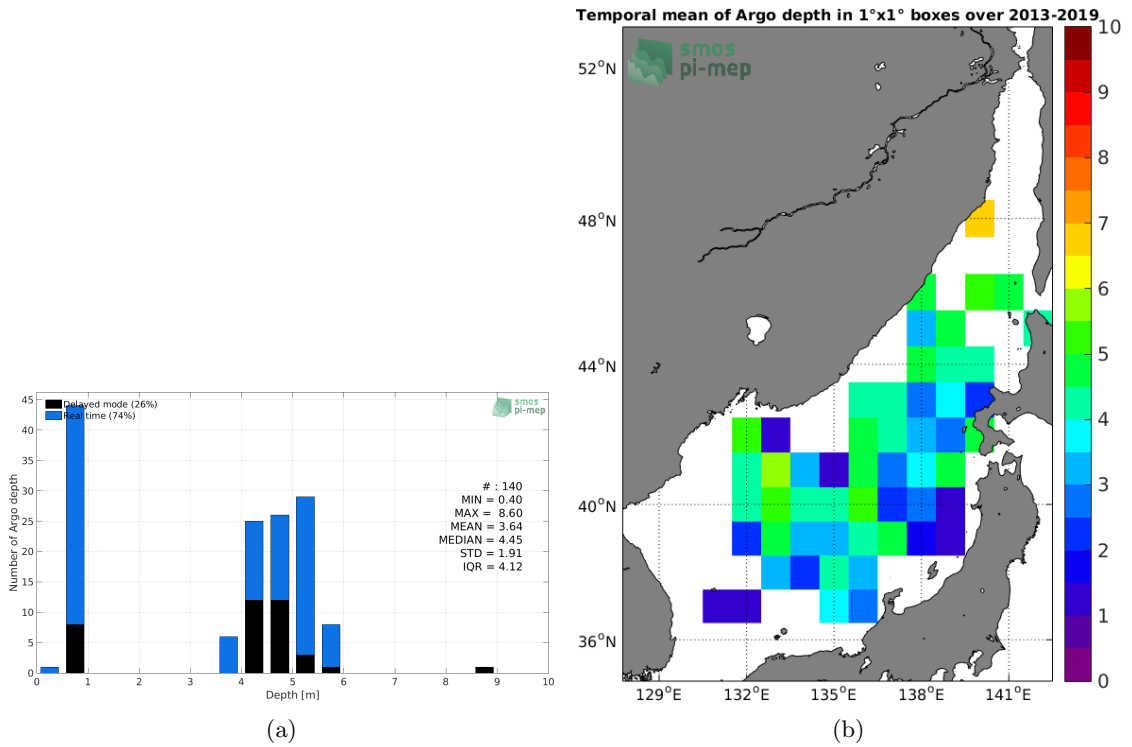 45
40
35
30
25
20
15
10
5
0
Number of Argo depth
Delayed mode (26%)
Real time (74%)
smos
pi-mep
# : 140
MIN = 0.40
MAX = 8.60
MEAN = 3.64
MEDIAN = 4.45
STD = 1.91
IQR = 4.12
0 1 2 3 4 5 6 7 8 9 10
Depth [m]
(a)
Temporal mean of Argo depth in 1°x1° boxes over 2013-2019
smos
pi-mep
52°N
48°N
44°N
40°N
36°N
129°E 132°E 135°E 138°E 141°E
10
9
8
7
6
5
4
3
2
1
0
(b)